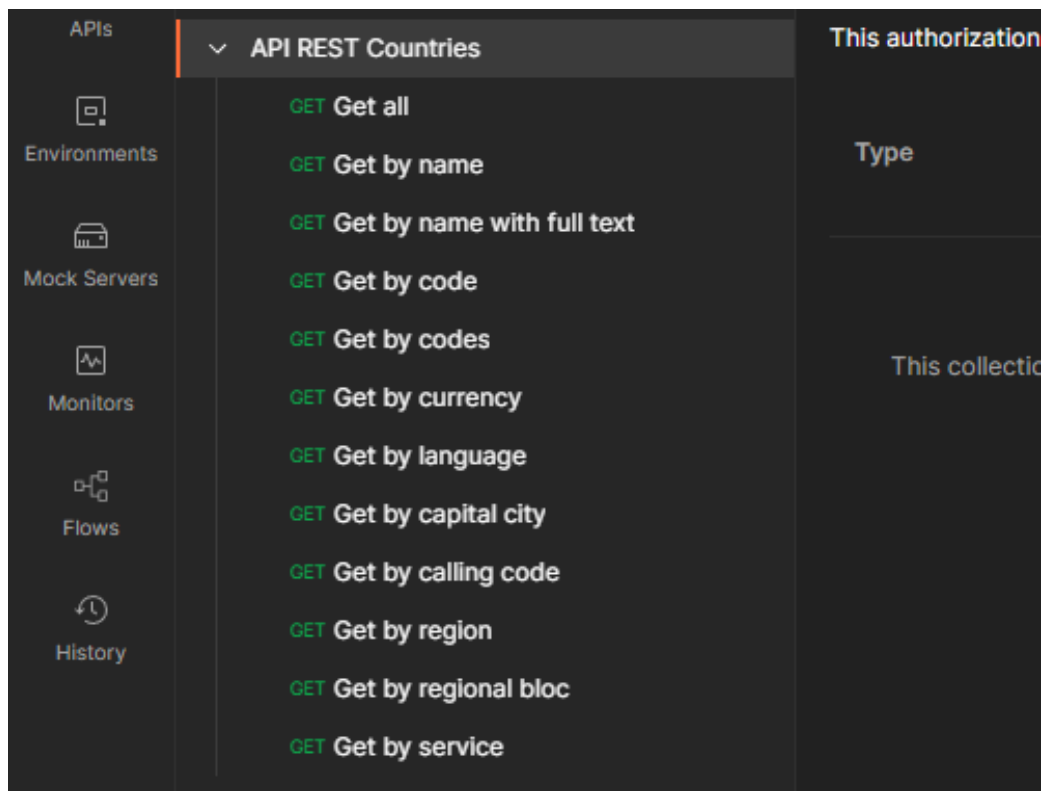 APIs
Environments
Mock Servers
Monitors
Flows
History
API REST Countries
GET Get all
GET Get by name
GET Get by name with full text
GET Get by code
GET Get by codes
GET Get by currency
GET Get by language
GET Get by capital city
GET Get by calling code
GET Get by region
GET Get by regional bloc
GET Get by service
This authorization
Type
This collectio